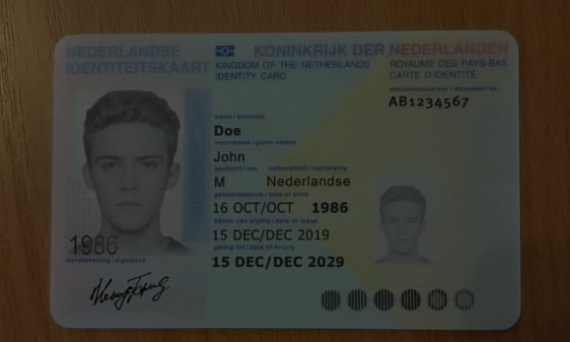 NEDERLANDSE
IDENTITEITSKAART
KONINKRIJK DER NEDERLANDEN
KINGDOM OF THE NETHERLANDS
IDENTITY CARD
ROYAUME DES PAYS-BAS
CARTE D'IDENTITÉ
AB1234567
naam / surname
Doe
voornamen / given names
John
geslacht / sex nationaliteit / nationality
M Nederlandse
geboortedatum / date of birth
16 OCT/OCT 1986
datum van afgifte / date of issue
15 DEC/DEC 2019
geldig tot / date of expiry
15 DEC/DEC 2029
1986
handtekening / signature